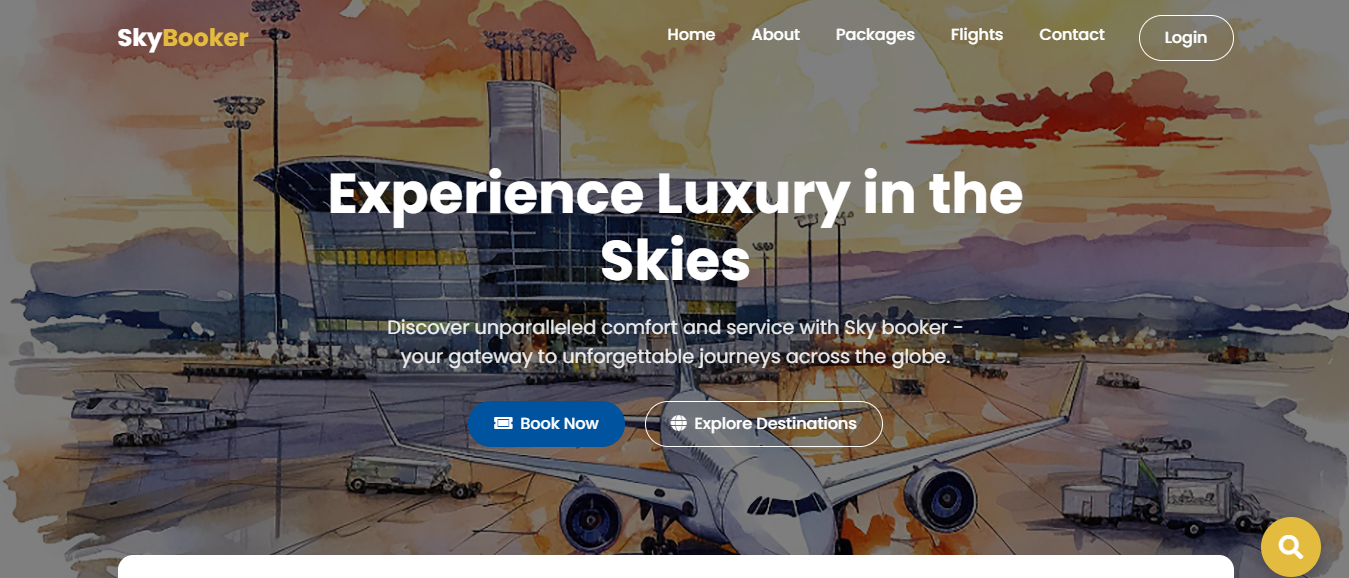 SkyBooker
Home About Packages Flights Contact Login
Experience Luxury in the
Skies
Discover unparalleled comfort and service with Sky booker -
your gateway to unforgettable journeys across the globe.
Book Now Explore Destinations